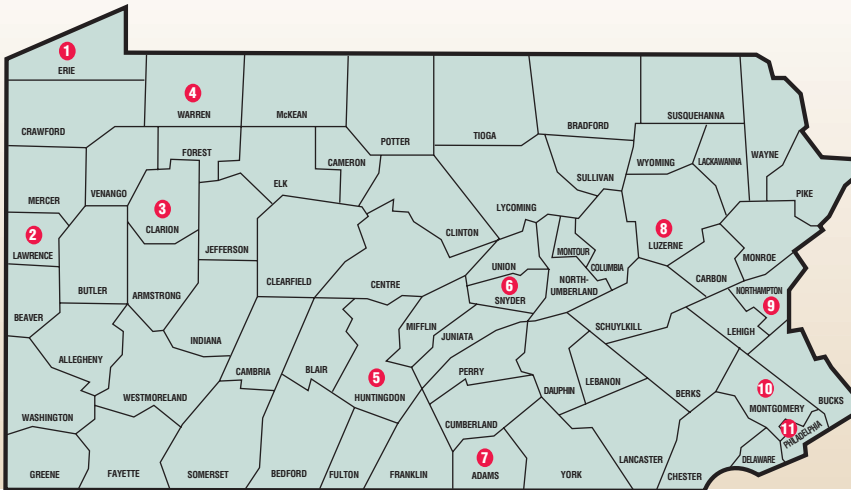 1
ERIE
4
WARREN
McKEAN
SUSQUEHANNA
BRADFORD
CRAWFORD
TIOGA
POTTER
WAYNE
FOREST
CAMERON
WYOMING
LACKAWANNA
SULLIVAN
ELK
VENANGO
PIKE
MERCER
3
CLARION
LYCOMING
2
LAWRENCE
8
LUZERNE
CLINTON
JEFFERSON
MONTOUR
MONROE
UNION
COLUMBIA
CLEARFIELD
CENTRE
CARBON
BUTLER
ARMSTRONG
6
SNYDER
NORTH-
UMBERLAND
NORTHAMPTON
9
BEAVER
MIFFLIN
SCHUYLKILL
JUNIATA
LEHIGH
INDIANA
ALLEGHENY
CAMBRIA
BLAIR
5
HUNTINGDON
PERRY
LEBANON
DAUPHIN
BERKS
10
MONTGOMERY
BUCKS
WESTMORELAND
WASHINGTON
CUMBERLAND
11
PHILADELPHIA
7
ADAMS
LANCASTER
DELAWARE
GREENE
FAYETTE
SOMERSET
BEDFORD
FULTON
FRANKLIN
YORK
CHESTER